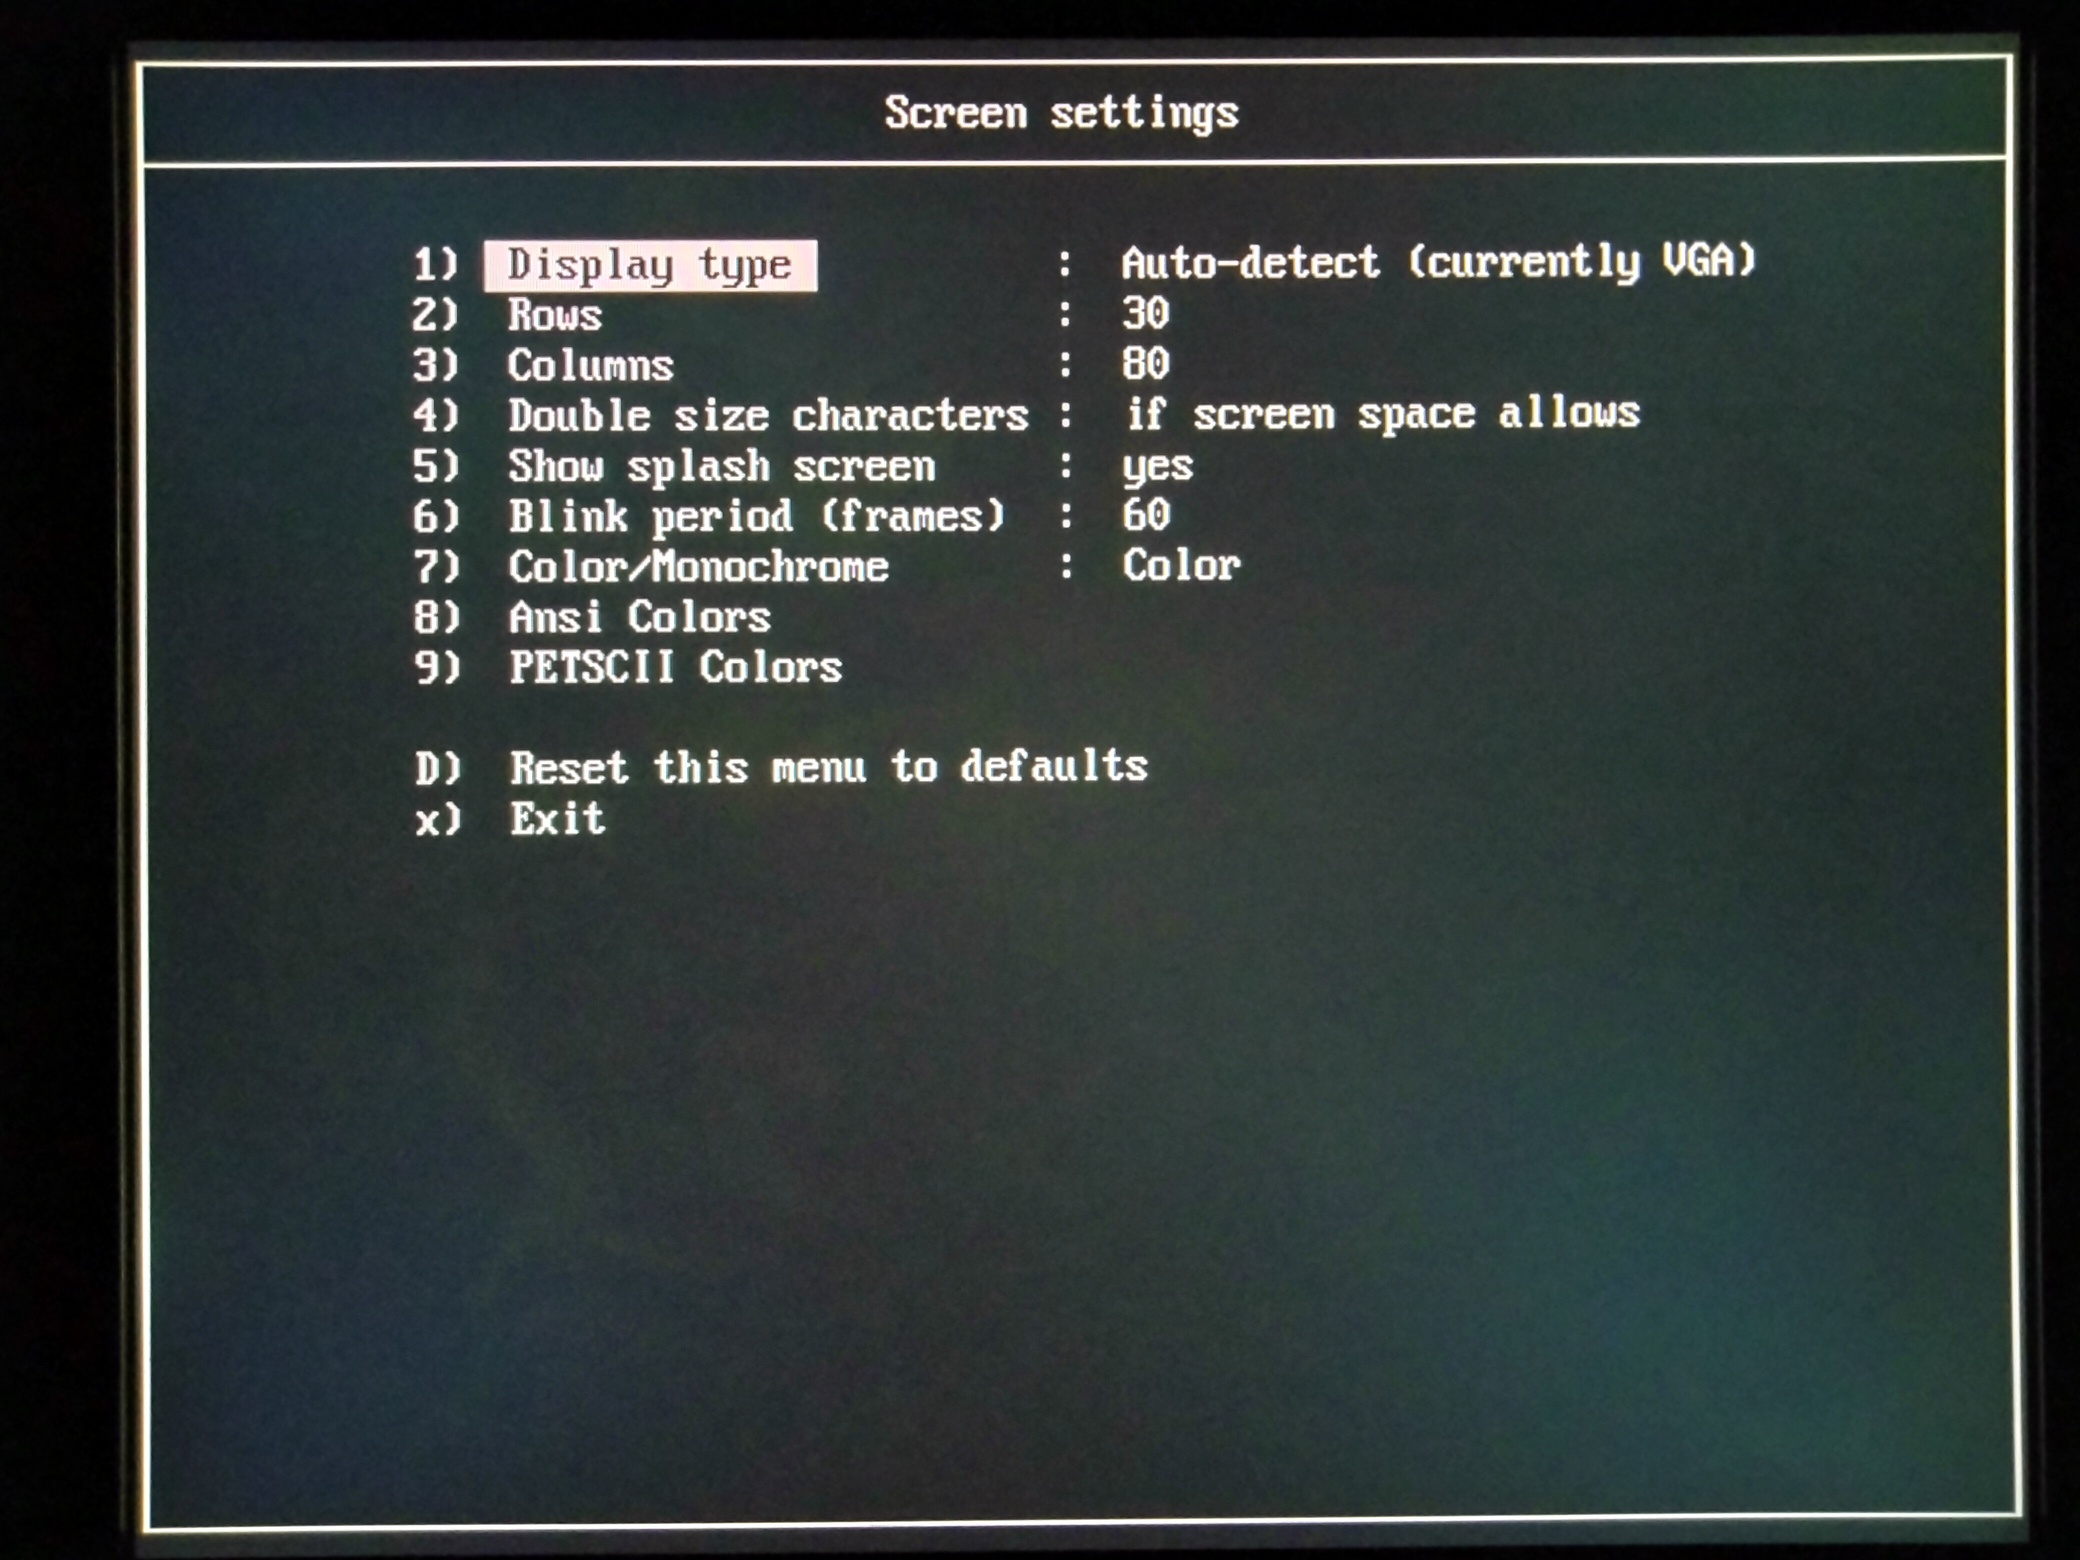 Screen settings
1) Display type : Auto-detect (currently VGA)
2) Rows : 30
3) Columns : 80
4) Double size characters : if screen space allows
5) Show splash screen : yes
6) Blink period (frames) : 60
7) Color/Monochrome : Color
8) Ansi Colors
9) PETSCII Colors
D) Reset this menu to defaults
x) Exit